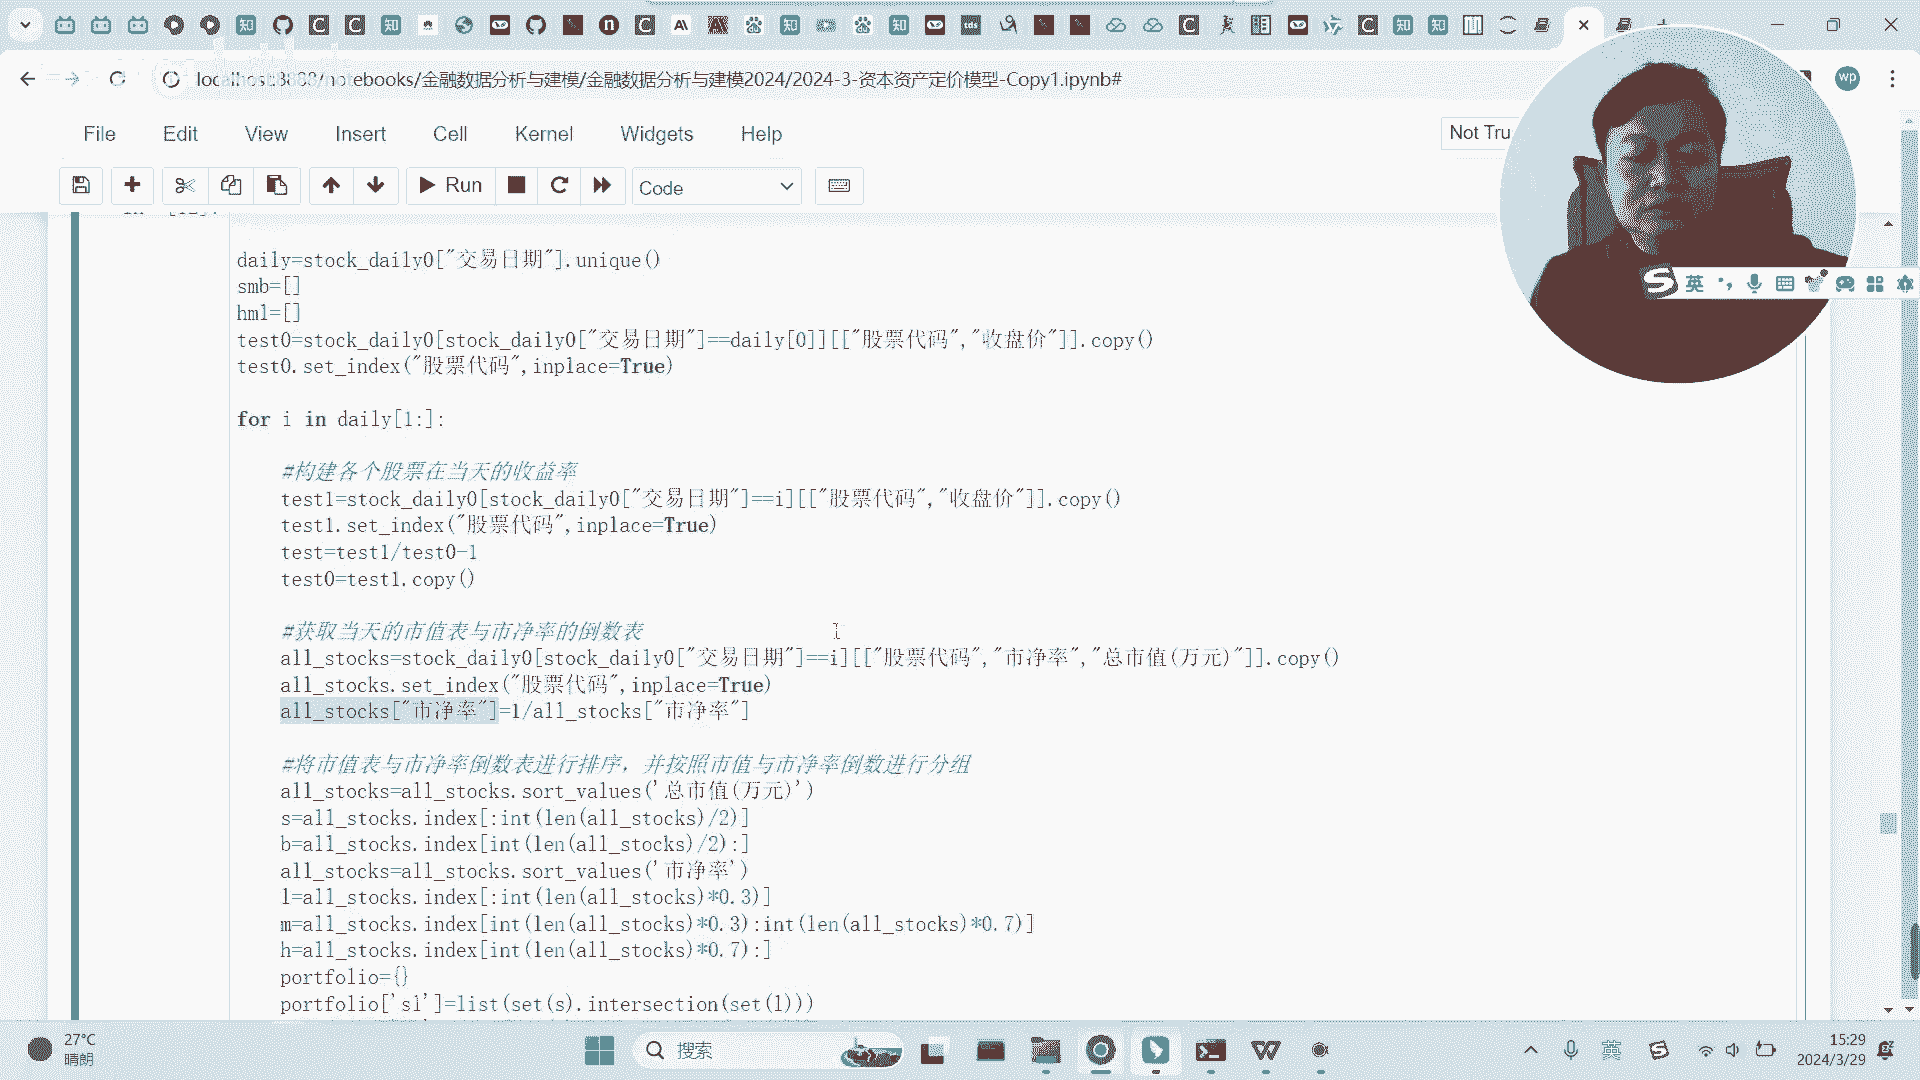 localhost:8888/notebooks/金融数据分析与建模/金融数据分析与建模2024/2024-3-资本资产定价模型-Copy1.ipynb#
wp
File Edit View Insert Cell Kernel Widgets Help
Not Tru
Run
Code
daily=stock_daily0["交易日期"].unique()
smb=[]
hml=[]
test0=stock_daily0[stock_daily0["交易日期"]==daily[0]][["股票代码","收盘价"]].copy()
test0.set_index("股票代码",inplace=True)
for i in daily[1:]:
#构建各个股票在当天的收益率
test1=stock_daily0[stock_daily0["交易日期"]==i][["股票代码","收盘价"]].copy()
test1.set_index("股票代码",inplace=True)
test=test1/test0-1
test0=test1.copy()
#获取当天的市值表与市净率的倒数表
all_stocks=stock_daily0[stock_daily0["交易日期"]==i][["股票代码","市净率","总市值(万元)"]].copy()
all_stocks.set_index("股票代码",inplace=True)
all_stocks["市净率"]=1/all_stocks["市净率"]
#将市值表与市净率倒数表进行排序，并按照市值与市净率倒数进行分组
all_stocks=all_stocks.sort_values('总市值(万元)')
s=all_stocks.index[:int(len(all_stocks)/2)]
b=all_stocks.index[int(len(all_stocks)/2):]
all_stocks=all_stocks.sort_values('市净率')
l=all_stocks.index[:int(len(all_stocks)*0.3)]
m=all_stocks.index[int(len(all_stocks)*0.3):int(len(all_stocks)*0.7)]
h=all_stocks.index[int(len(all_stocks)*0.7):]
portfolio={}
portfolio['sl']=list(set(s).intersection(set(l)))
英
27°C
晴朗
搜索
英
15:29
2024/3/29